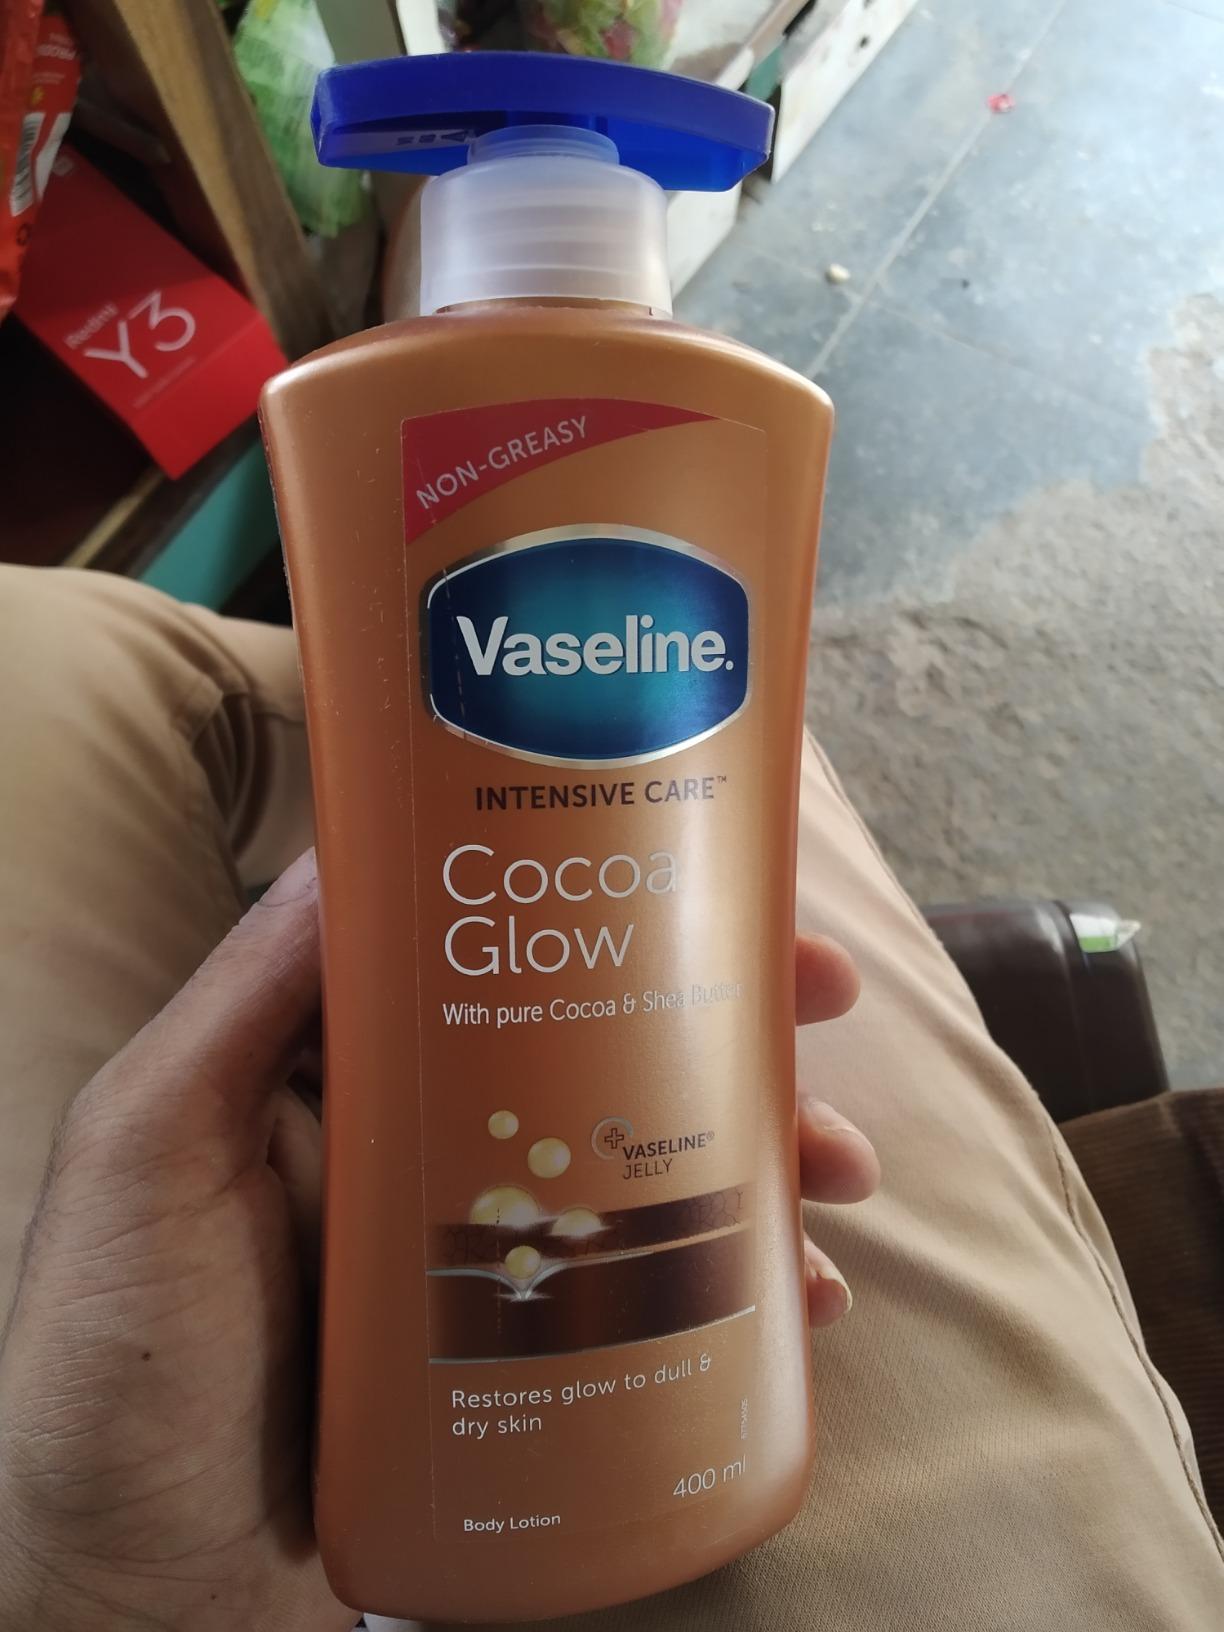 Redmi
Y3
NON-GREASY
Vaseline.
INTENSIVE CARE™
Cocoa
Glow
With pure Cocoa & Shea Butter
VASELINE®
JELLY
Restores glow to dull &
dry skin
400 ml
Body Lotion